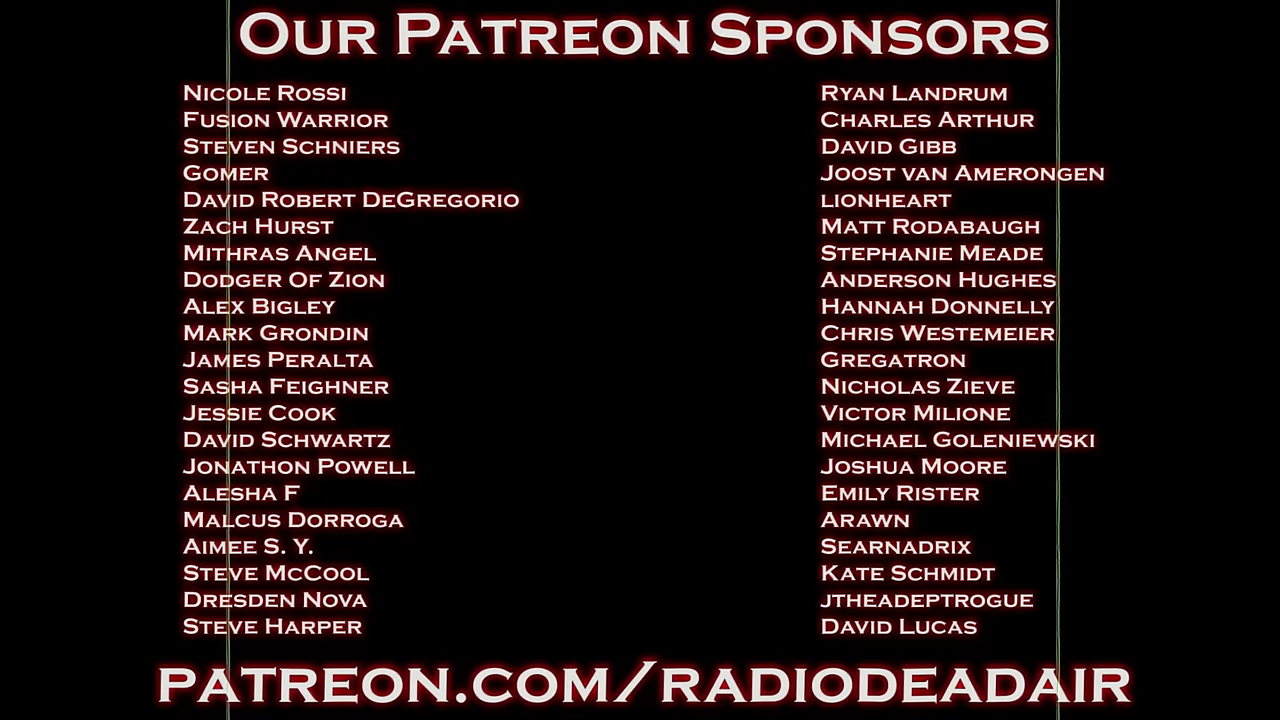 Our Patreon Sponsors
Nicole Rossi
Fusion Warrior
Steven Schniers
Gomer
David Robert DeGregorio
Zach Hurst
Mithras Angel
Dodger Of Zion
Alex Bigley
Mark Grondin
James Peralta
Sasha Feighner
Jessie Cook
David Schwartz
Jonathon Powell
Alesha F
Malcus Dorroga
Aimee S. Y.
Steve McCool
Dresden Nova
Steve Harper
Ryan Landrum
Charles Arthur
David Gibb
Joost van Amerongen
lionheart
Matt Rodabaugh
Stephanie Meade
Anderson Hughes
Hannah Donnelly
Chris Westemeier
Gregatron
Nicholas Zieve
Victor Milione
Michael Goleniewski
Joshua Moore
Emily Rister
Arawn
Searnadrix
Kate Schmidt
jtheadeptrogue
David Lucas
patreon.com/radiodeadair